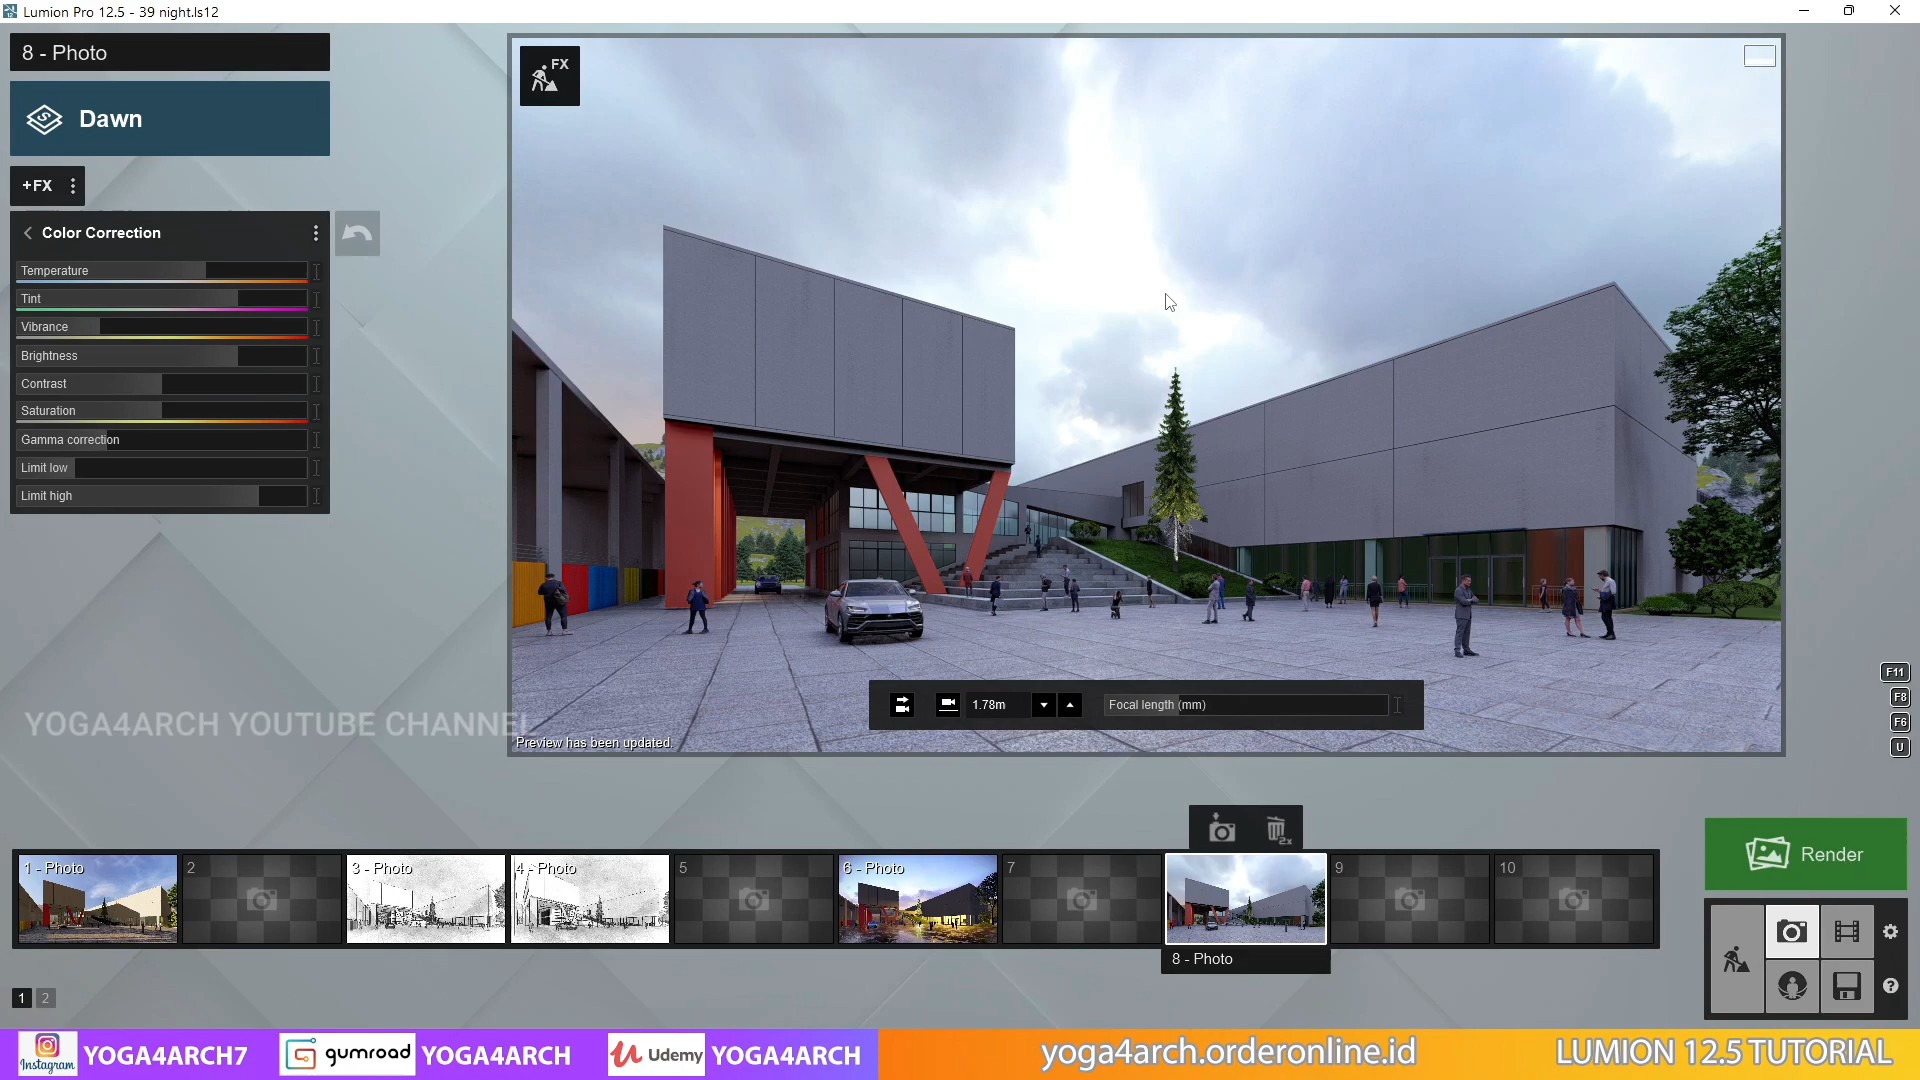 Lumion Pro 12.5 - 39 night.ls12
8 - Photo
Dawn
+FX
Color Correction
Temperature
Tint
Vibrance
Brightness
Contrast
Saturation
Gamma correction
Limit low
Limit high
FX
1.78m
Focal length (mm)
Preview has been updated.
YOGA4ARCH YOUTUBE CHANNEL
F11
F8
F6
U
2x
1 - Photo
2
3 - Photo
4 - Photo
5
6 - Photo
7
9
10
8 - Photo
Render
1
2
Instagram
YOGA4ARCH7
gumroad
YOGA4ARCH
Udemy
YOGA4ARCH
yoga4arch.orderonline.id
LUMION 12.5 TUTORIAL